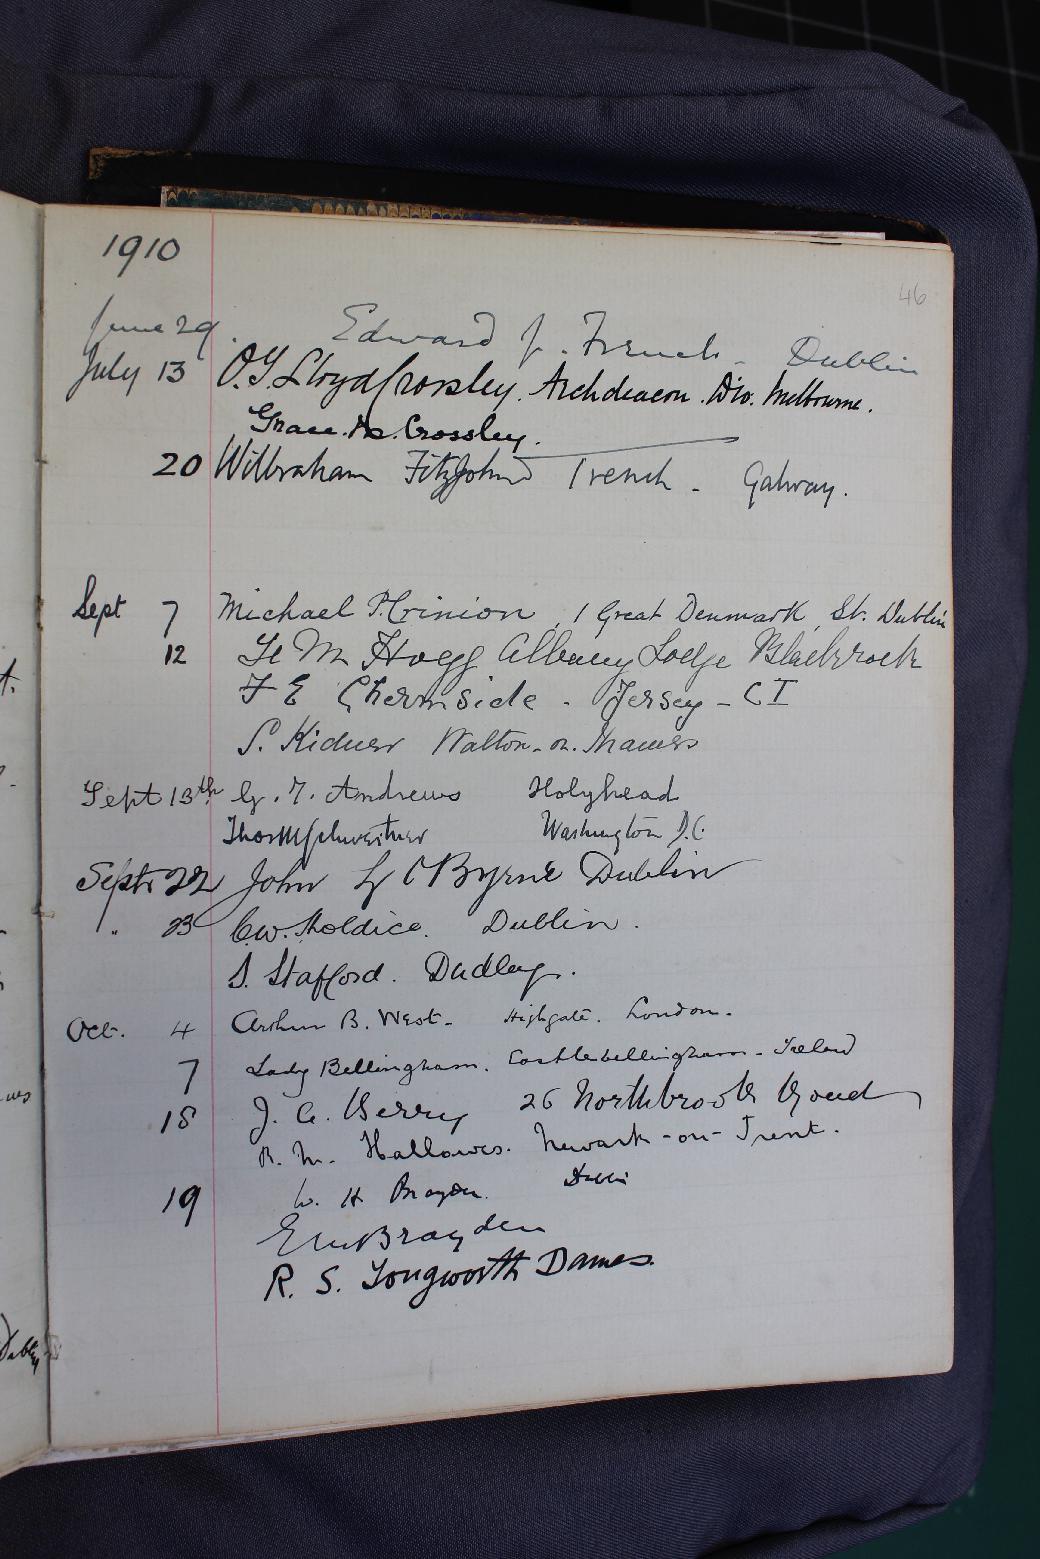 1910
46
June 29. Edward J. French - Dublin
July 13 O.T. Lloyd Crossley. Archdeacon. Dio. Melbourne.
Grace. M. Crossley.
20 Wilbraham FitzJohn Trench - Galway.
Sept 7 Michael P. Crinion, 1 Great Denmark, St. Dublin
12 M Hogg Albany Lodge Blackrock
F E Chermside - Jersey - C I
S. Kidner Walton-on-Thames
Sept 13th G. T. Andrews Holyhead
Washington D.C.
Sept. 22 John G O'Byrne Dublin
" 23 C.W. Holdice. Dublin.
S. Stafford. Dudley.
Oct. 4 Arthur B. West - Highgate. London.
7 Lady Bellingham. Castlebellingham - Ireland
18 J. A. Berry 26 Northbrook Road
R. M. Hallowes. Newark-on-Trent.
19 W. H Brayden. Dublin
E W Brayden
R. S. Longworth Dames.